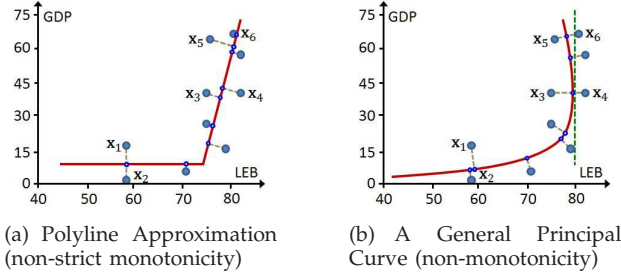 75
GDP
60
45
30
15
0
40
50
60
70
80
LEB
x5
x6
x3
x4
x1
x2
(a) Polyline Approximation
(non-strict monotonicity)
75
GDP
60
45
30
15
0
40
50
60
70
80
LEB
x5
x6
x3
x4
x1
x2
(b) A General Principal
Curve (non-monotonicity)